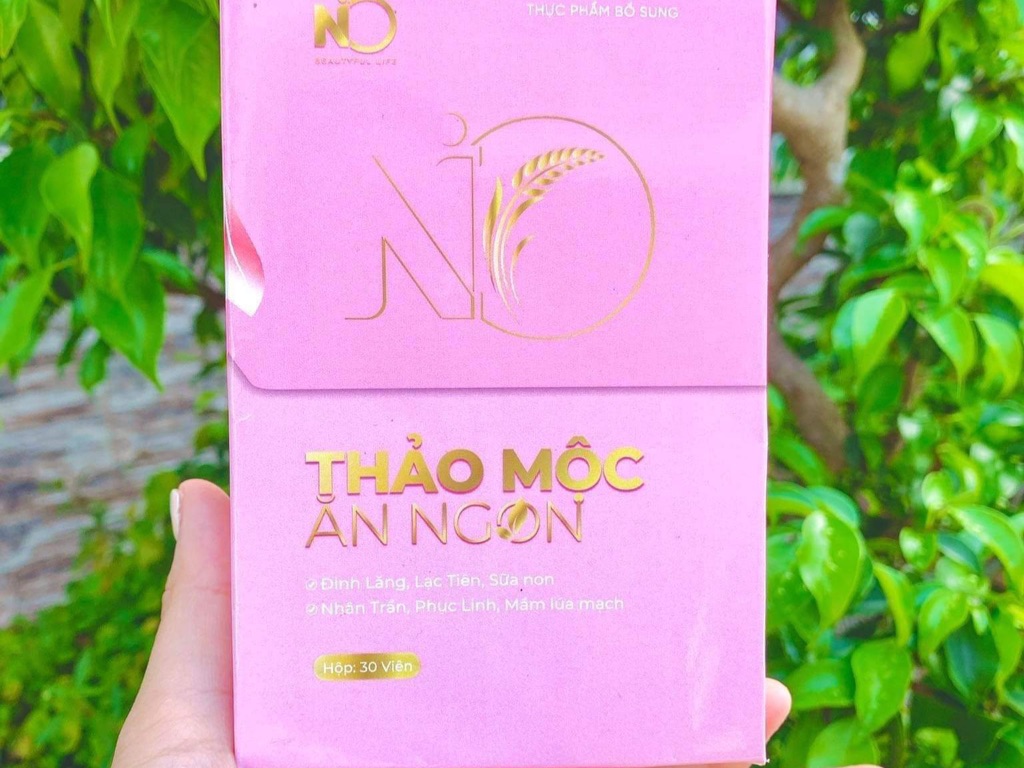 NO
BEAUTYFUL LIFE
THỰC PHẨM BỔ SUNG
NO
THẢO MỘC
ĂN NGON
Đinh Lăng, Lạc Tiên, Sữa non
Nhân Trần, Phục Linh, Mầm lúa mạch
Hộp: 30 Viên